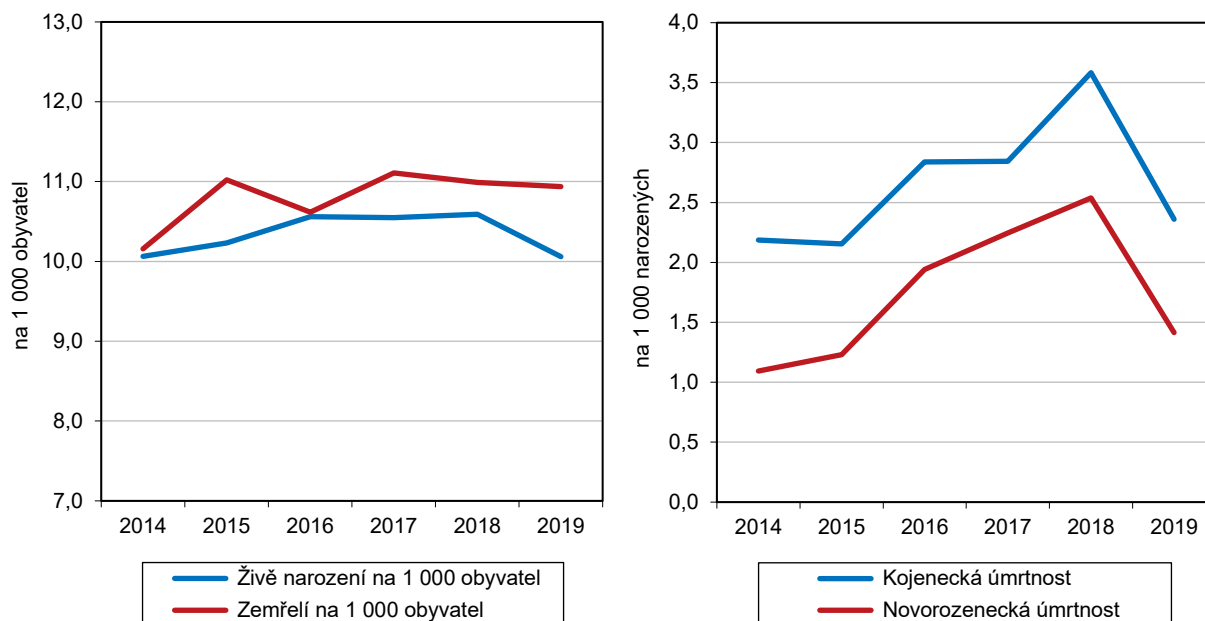 13,0
12,0
11,0
10,0
9,0
8,0
7,0
na 1 000 obyvatel
2014 2015 2016 2017 2018 2019
Živě narození na 1 000 obyvatel
Zemřelí na 1 000 obyvatel
4,0
3,5
3,0
2,5
2,0
1,5
1,0
0,5
0,0
na 1 000 narozených
2014 2015 2016 2017 2018 2019
Kojenecká úmrtnost
Novorozenecká úmrtnost